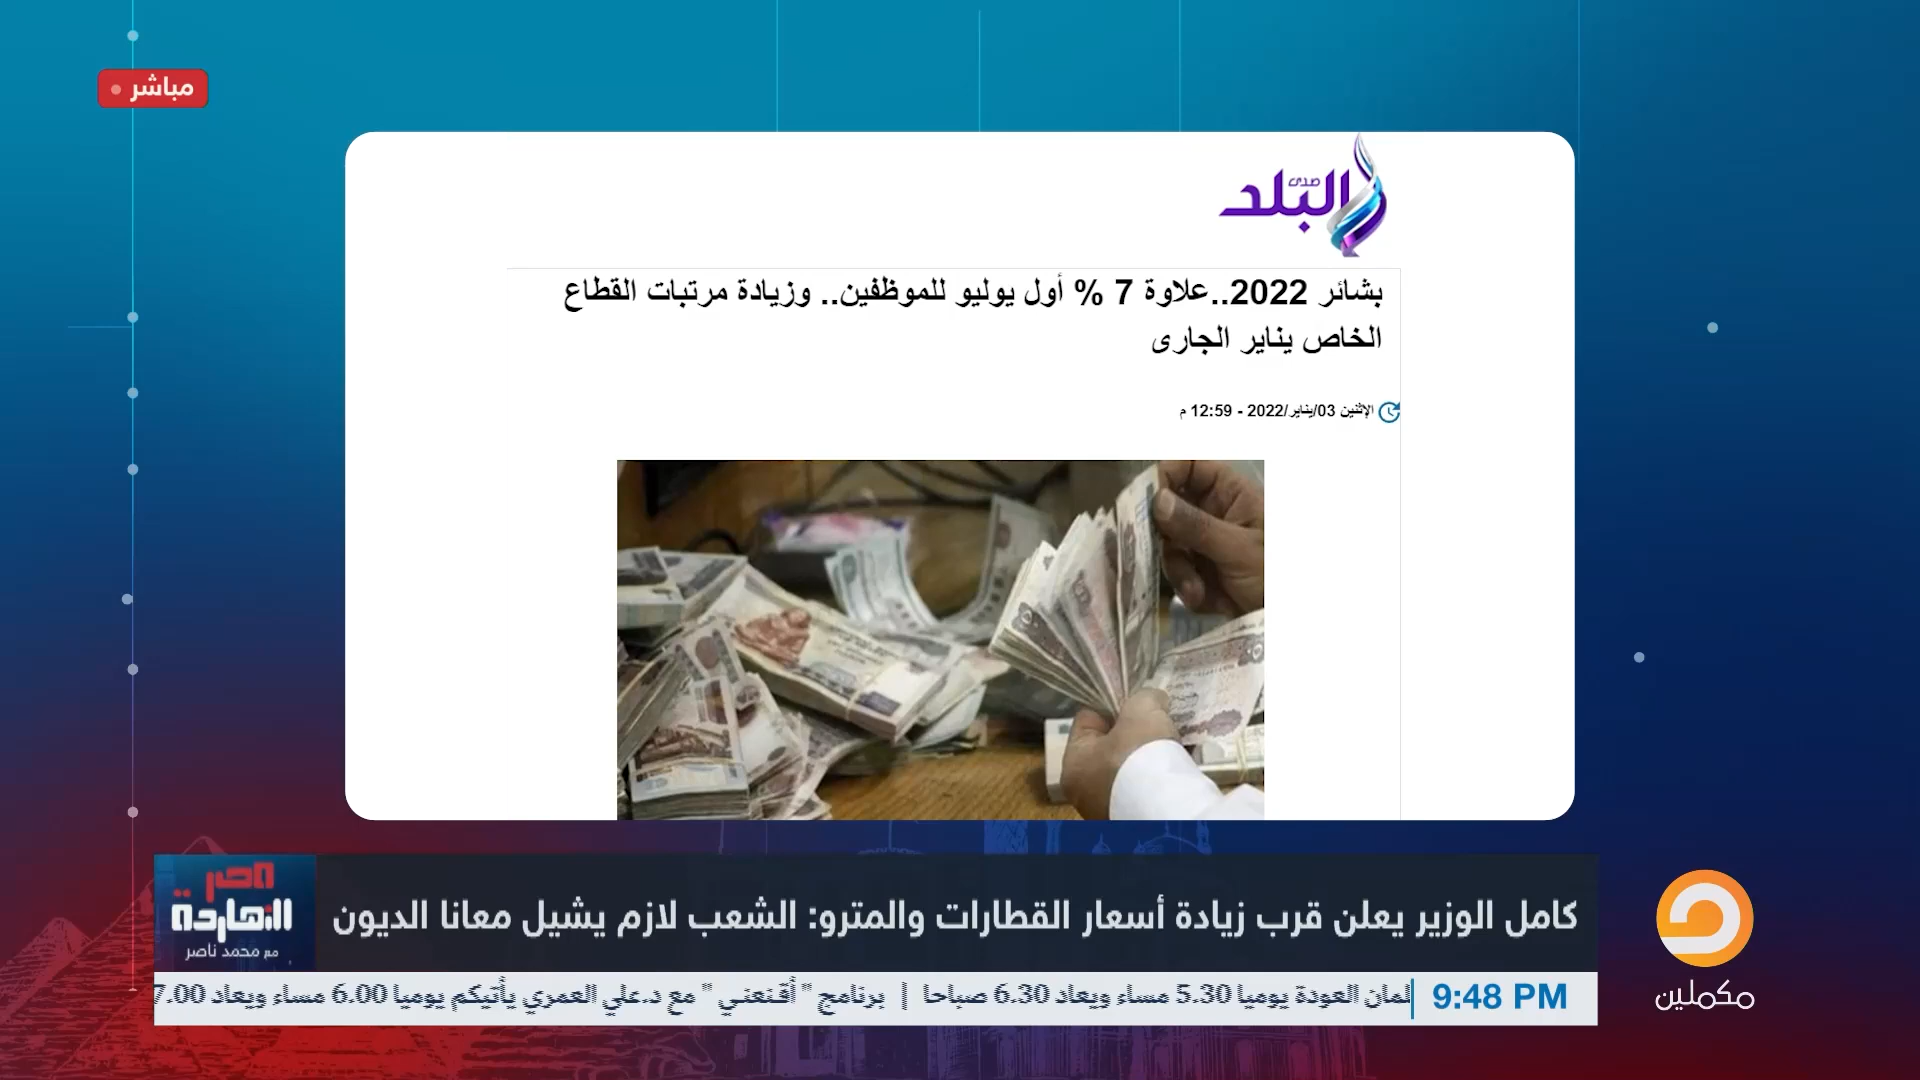 مباشر
صدى
البلد
بشائر 2022..علاوة 7 % أول يوليو للموظفين.. وزيادة مرتبات القطاع
الخاص يناير الجارى
الإثنين 03/يناير/2022 - 12:59 م
مصر
النهاردة
مع محمد ناصر
كامل الوزير يعلن قرب زيادة أسعار القطارات والمترو: الشعب لازم يشيل معانا الديون
لمان العودة يوميا 5.30 مساء ويعاد 6.30 صباحا | برنامج " أقنعني " مع د.علي العمري يأتيكم يوميا 6.00 مساء ويعاد 7.00
9:48 PM
مكملين